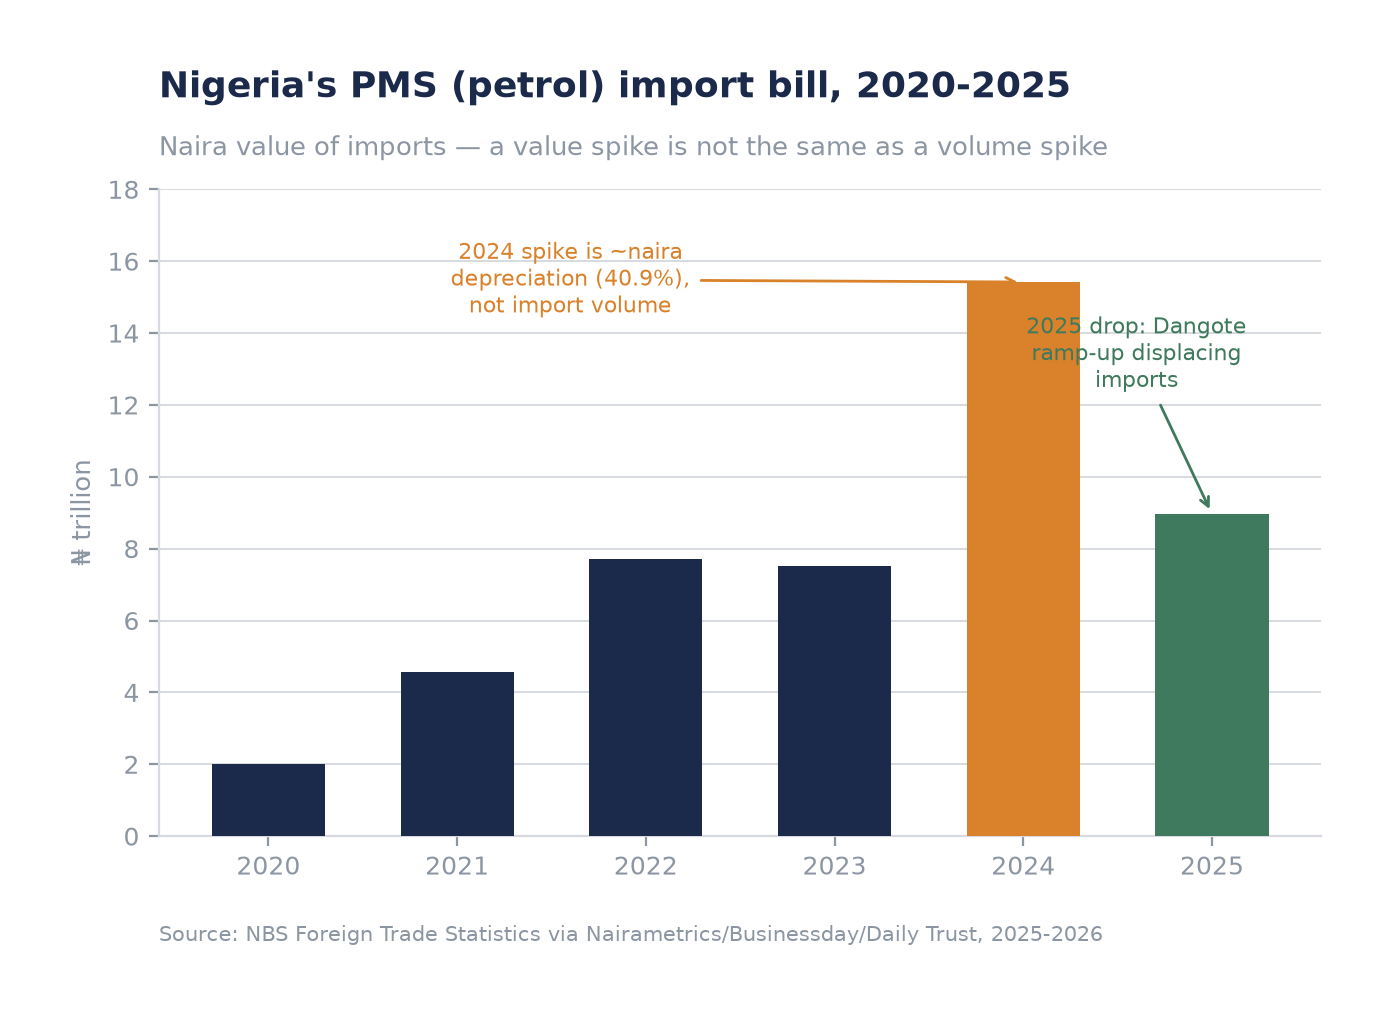 Nigeria's PMS (petrol) import bill, 2020-2025
Naira value of imports — a value spike is not the same as a volume spike
₦ trillion
18
16
14
12
10
8
6
4
2
0
2024 spike is ~naira
depreciation (40.9%),
not import volume
2025 drop: Dangote
ramp-up displacing
imports
2020
2021
2022
2023
2024
2025
Source: NBS Foreign Trade Statistics via Nairametrics/Businessday/Daily Trust, 2025-2026